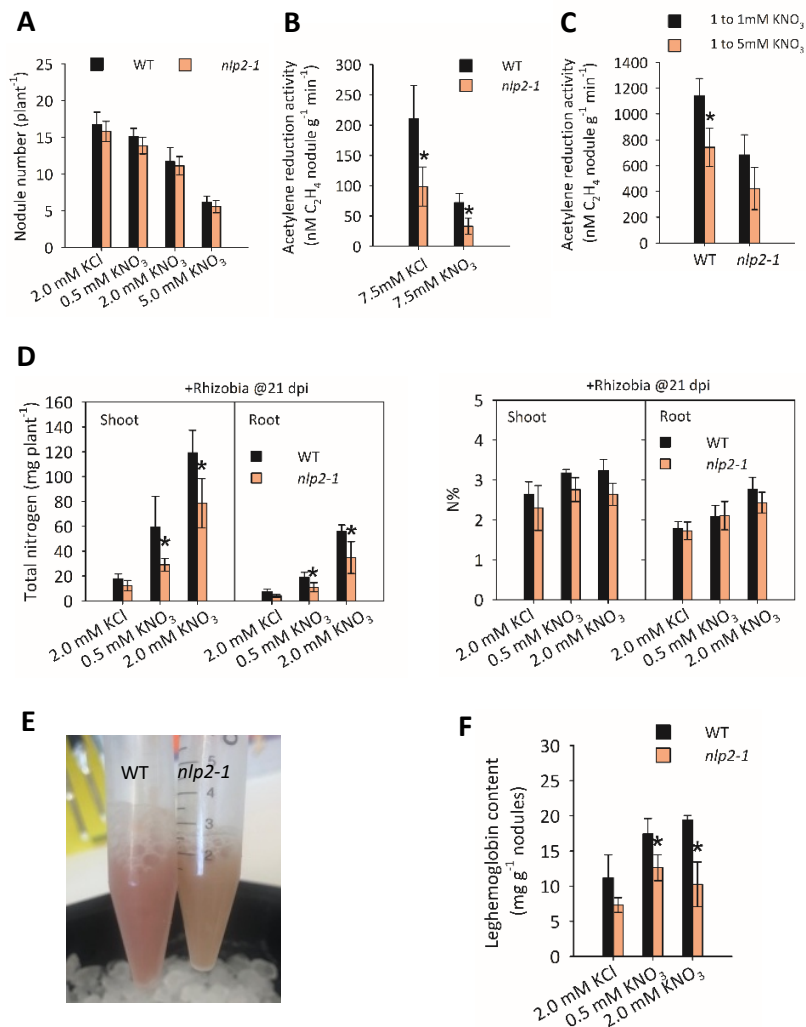 A
WT
nlp2-1
Nodule number (plant⁻¹)
25
20
15
10
5
0
2.0 mM KCl
0.5 mM KNO₃
2.0 mM KNO₃
5.0 mM KNO₃
B
WT
nlp2-1
Acetylene reduction activity
(nM C₂H₄ nodule g⁻¹ min⁻¹)
300
250
200
150
100
50
0
*
*
7.5mM KCl
7.5mM KNO₃
C
1 to 1mM KNO₃
1 to 5mM KNO₃
Acetylene reduction activity
(nM C₂H₄ nodule g⁻¹ min⁻¹)
1400
1200
1000
800
600
400
200
0
*
WT
nlp2-1
D
+Rhizobia @21 dpi
Shoot
Root
WT
nlp2-1
Total nitrogen (mg plant⁻¹)
160
140
120
100
80
60
40
20
0
*
*
*
*
2.0 mM KCl
0.5 mM KNO₃
2.0 mM KNO₃
2.0 mM KCl
0.5 mM KNO₃
2.0 mM KNO₃
+Rhizobia @21 dpi
Shoot
Root
WT
nlp2-1
N%
5
4
3
2
1
0
2.0 mM KCl
0.5 mM KNO₃
2.0 mM KNO₃
2.0 mM KCl
0.5 mM KNO₃
2.0 mM KNO₃
E
WT
nlp2-1
4
3
2
F
WT
nlp2-1
Leghemoglobin content
(mg g⁻¹ nodules)
30
25
20
15
10
5
0
*
*
2.0 mM KCl
0.5 mM KNO₃
2.0 mM KNO₃